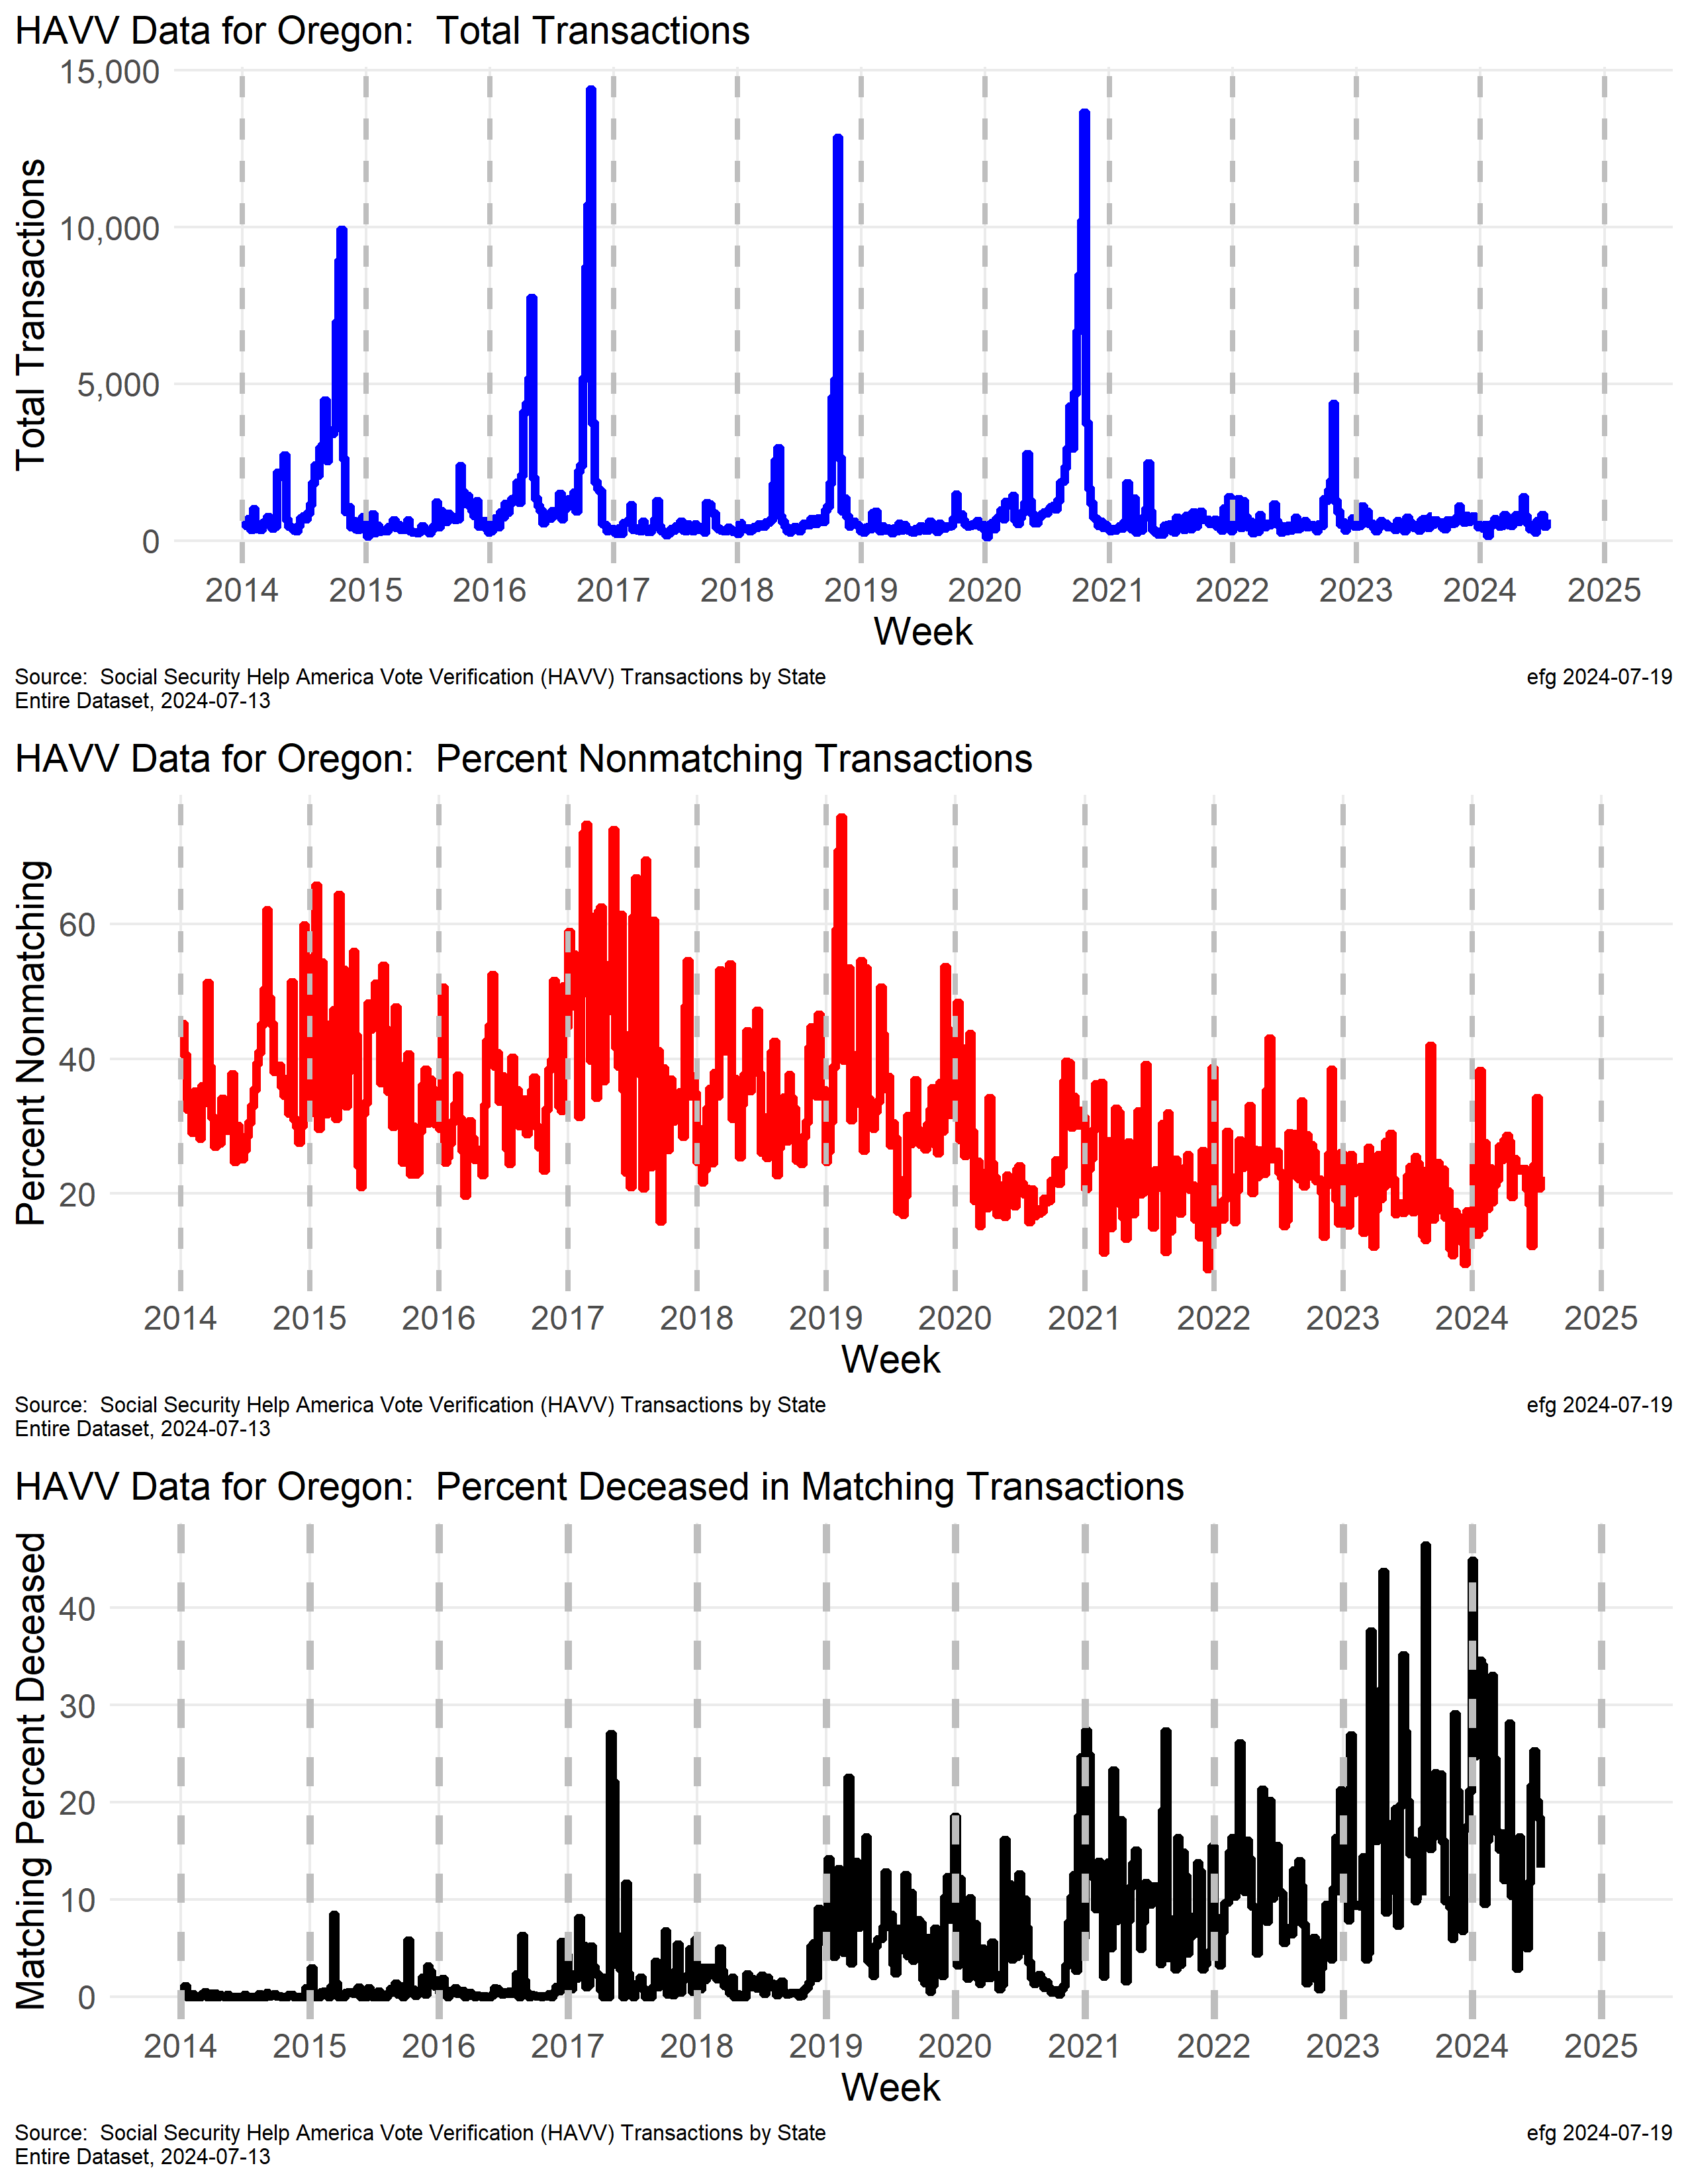 HAVV Data for Oregon:  Total Transactions
15,000
10,000
5,000
0
Total Transactions
2014 2015 2016 2017 2018 2019 2020 2021 2022 2023 2024 2025
Week
Source:  Social Security Help America Vote Verification (HAVV) Transactions by State
Entire Dataset, 2024-07-13
efg 2024-07-19
HAVV Data for Oregon:  Percent Nonmatching Transactions
60
40
20
Percent Nonmatching
2014 2015 2016 2017 2018 2019 2020 2021 2022 2023 2024 2025
Week
Source:  Social Security Help America Vote Verification (HAVV) Transactions by State
Entire Dataset, 2024-07-13
efg 2024-07-19
HAVV Data for Oregon:  Percent Deceased in Matching Transactions
40
30
20
10
0
Matching Percent Deceased
2014 2015 2016 2017 2018 2019 2020 2021 2022 2023 2024 2025
Week
Source:  Social Security Help America Vote Verification (HAVV) Transactions by State
Entire Dataset, 2024-07-13
efg 2024-07-19